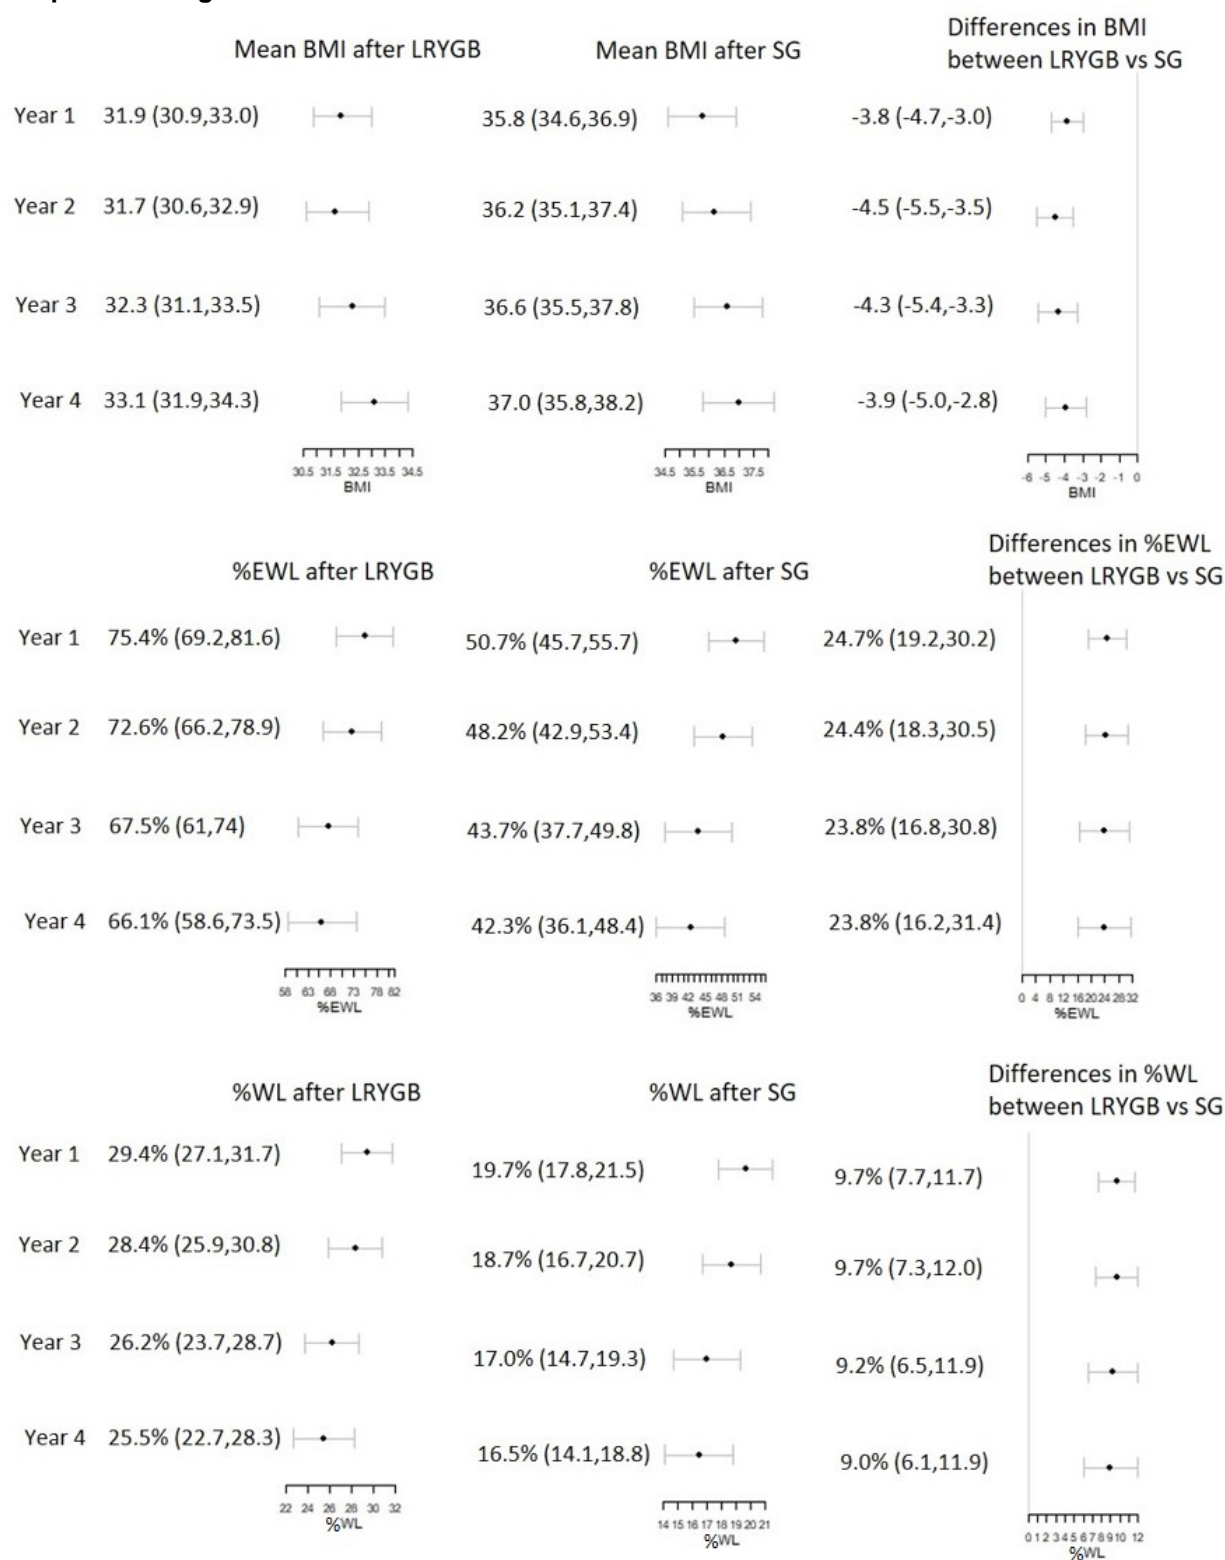 Mean BMI after LRYGB
Mean BMI after SG
Differences in BMI
between LRYGB vs SG
Year 1 31.9 (30.9,33.0) 35.8 (34.6,36.9) -3.8 (-4.7,-3.0)
Year 2 31.7 (30.6,32.9) 36.2 (35.1,37.4) -4.5 (-5.5,-3.5)
Year 3 32.3 (31.1,33.5) 36.6 (35.5,37.8) -4.3 (-5.4,-3.3)
Year 4 33.1 (31.9,34.3) 37.0 (35.8,38.2) -3.9 (-5.0,-2.8)
30.5 31.5 32.5 33.5 34.5
BMI
34.5 35.5 36.5 37.5
BMI
-6 -5 -4 -3 -2 -1 0
BMI
%EWL after LRYGB
%EWL after SG
Differences in %EWL
between LRYGB vs SG
Year 1 75.4% (69.2,81.6) 50.7% (45.7,55.7) 24.7% (19.2,30.2)
Year 2 72.6% (66.2,78.9) 48.2% (42.9,53.4) 24.4% (18.3,30.5)
Year 3 67.5% (61,74) 43.7% (37.7,49.8) 23.8% (16.8,30.8)
Year 4 66.1% (58.6,73.5) 42.3% (36.1,48.4) 23.8% (16.2,31.4)
58 63 68 73 78 82
%EWL
36 39 42 45 48 51 54
%EWL
0 4 8 12 16 20 24 28 32
%EWL
%WL after LRYGB
%WL after SG
Differences in %WL
between LRYGB vs SG
Year 1 29.4% (27.1,31.7) 19.7% (17.8,21.5) 9.7% (7.7,11.7)
Year 2 28.4% (25.9,30.8) 18.7% (16.7,20.7) 9.7% (7.3,12.0)
Year 3 26.2% (23.7,28.7) 17.0% (14.7,19.3) 9.2% (6.5,11.9)
Year 4 25.5% (22.7,28.3) 16.5% (14.1,18.8) 9.0% (6.1,11.9)
22 24 26 28 30 32
%WL
14 15 16 17 18 19 20 21
%WL
0 1 2 3 4 5 6 7 8 9 10 12
%WL